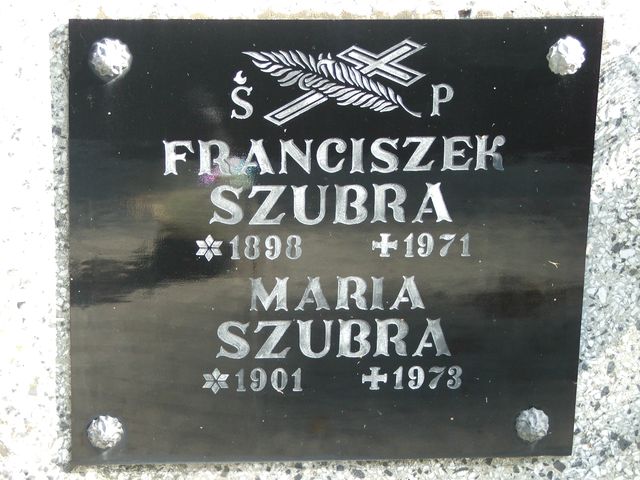 Ś P
FRANCISZEK
SZUBRA
*1898 +1971
MARIA
SZUBRA
*1901 +1973